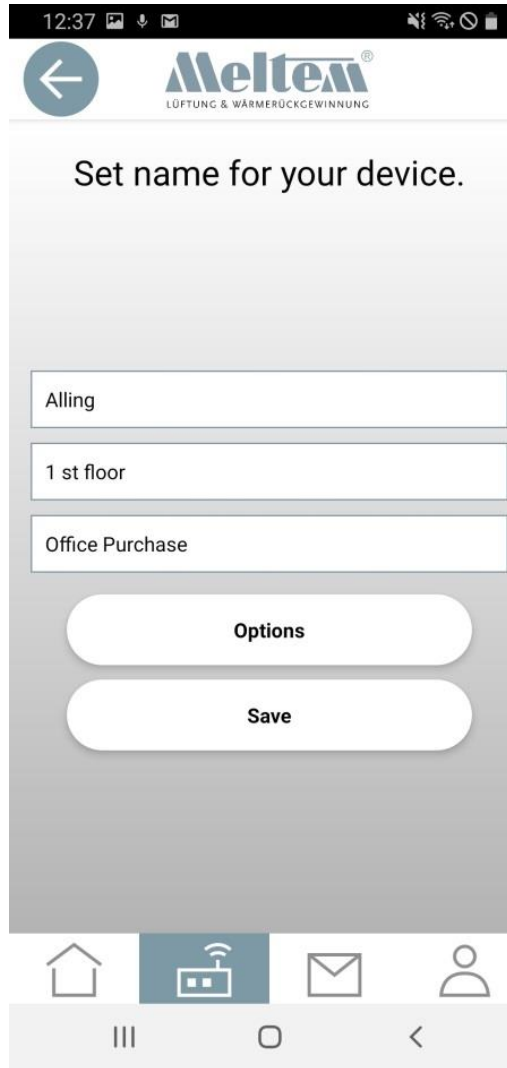 12:37
Meltem®
LÜFTUNG & WÄRMERÜCKGEWINNUNG
Set name for your device.
Alling
1 st floor
Office Purchase
Options
Save